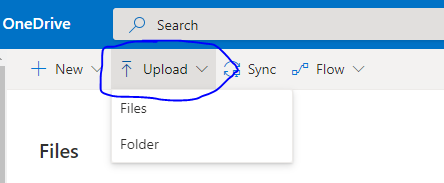 OneDrive Search
New Upload Sync Flow
Files
Folder
Files